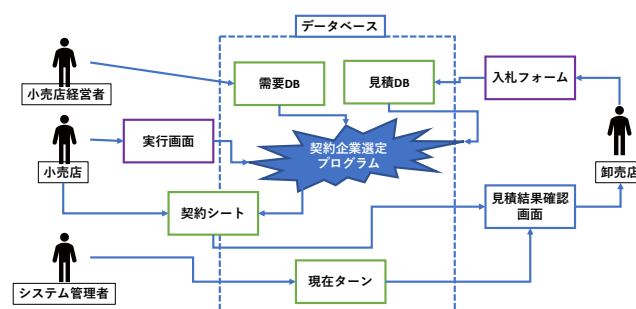 データベース
需要DB
見積DB
入札フォーム
小売店経営者
実行画面
契約企業選定
プログラム
小売店
卸売店
契約シート
見積結果確認
画面
現在ターン
システム管理者